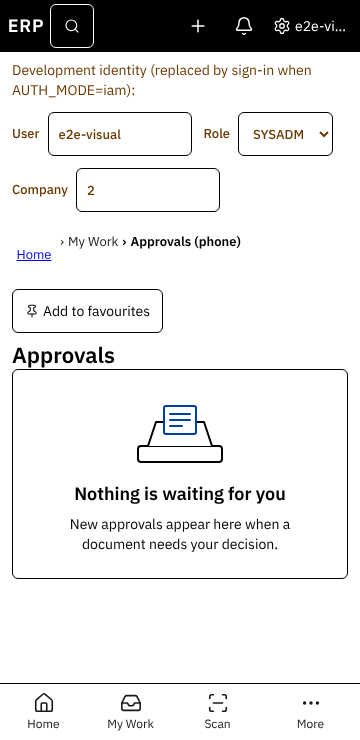 ERP e2e-vi...
Development identity (replaced by sign-in when
AUTH_MODE=iam):
User e2e-visual Role SYSADM
Company 2
Home › My Work › Approvals (phone)
Add to favourites
Approvals
Nothing is waiting for you
New approvals appear here when a
document needs your decision.
Home My Work Scan More